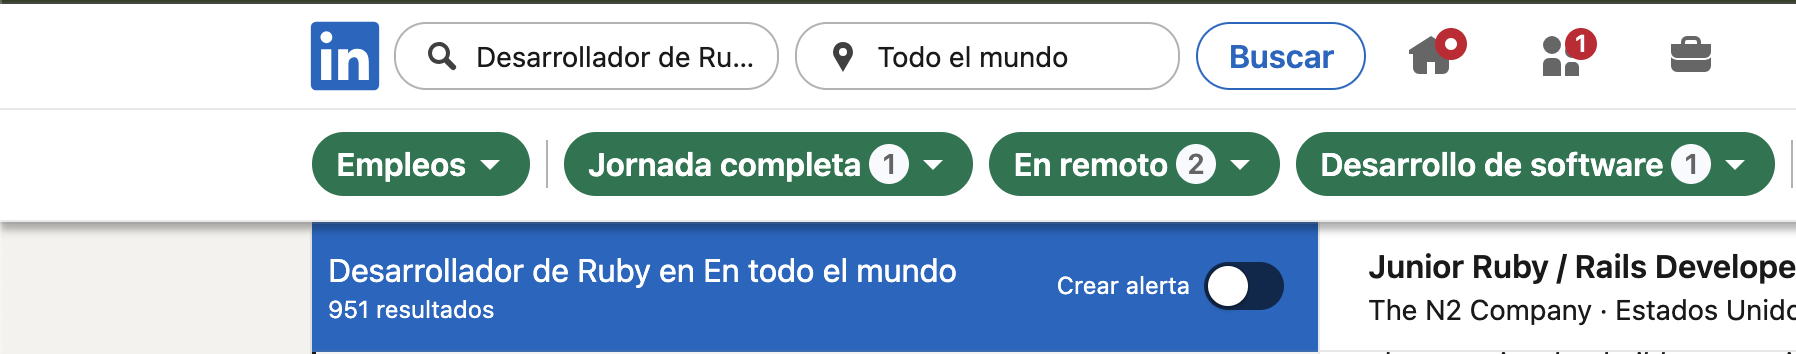 in
Desarrollador de Ru...
Todo el mundo
Buscar
1
Empleos
Jornada completa 1
En remoto 2
Desarrollo de software 1
Desarrollador de Ruby en En todo el mundo
951 resultados
Crear alerta
Junior Ruby / Rails Develope
The N2 Company · Estados Unido